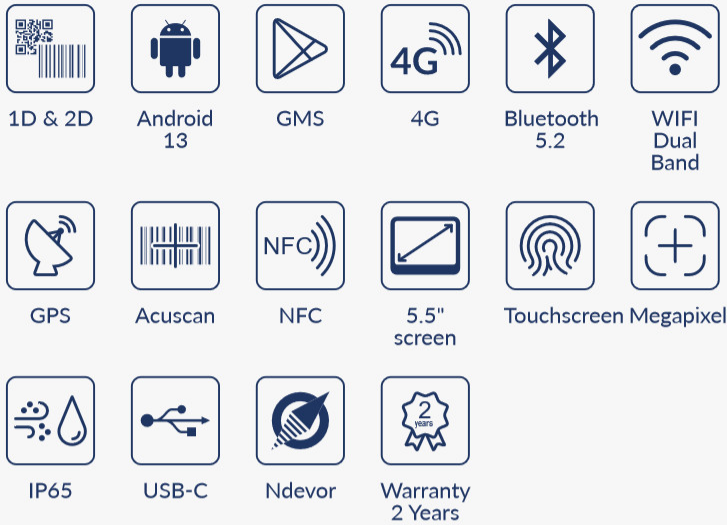 4G
1D & 2D
Android
13
GMS
4G
Bluetooth
5.2
WIFI
Dual
Band
NFC
GPS
Acuscan
NFC
5.5"
screen
Touchscreen
Megapixel
2
years
IP65
USB-C
Ndevor
Warranty
2 Years